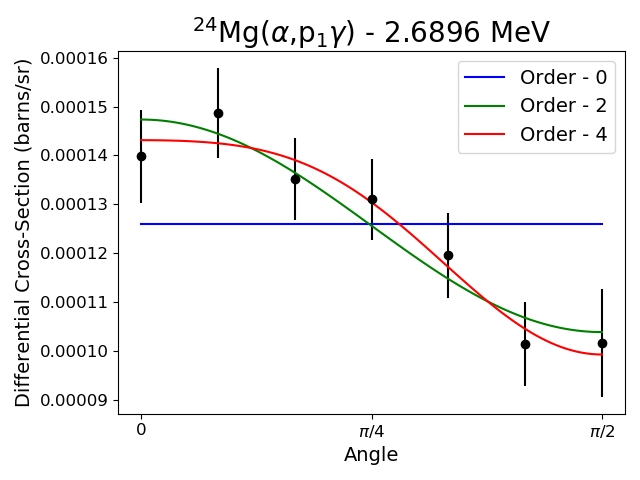 ²⁴Mg(α,p₁γ) - 2.6896 MeV
Differential Cross-Section (barns/sr)
0.00016
0.00015
0.00014
0.00013
0.00012
0.00011
0.00010
0.00009
Order - 0
Order - 2
Order - 4
0 π/4 π/2
Angle